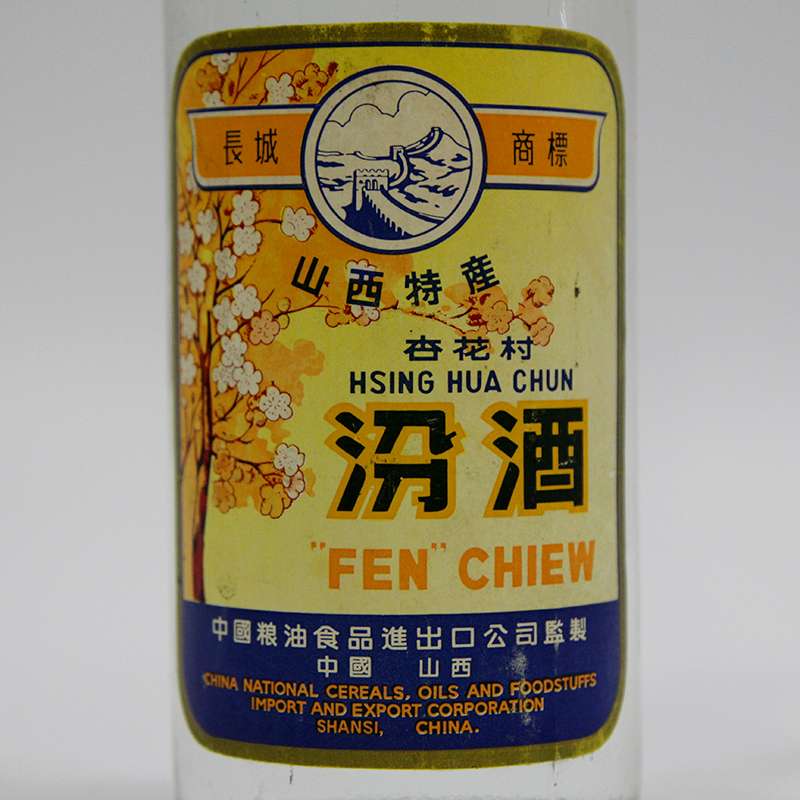 長城 商標
山西特産
杏花村
HSING HUA CHUN
汾酒
"FEN" CHIEW
中國粮油食品進出口公司監製
中國 山西
CHINA NATIONAL CEREALS, OILS AND FOODSTUFFS
IMPORT AND EXPORT CORPORATION
SHANSI, CHINA.